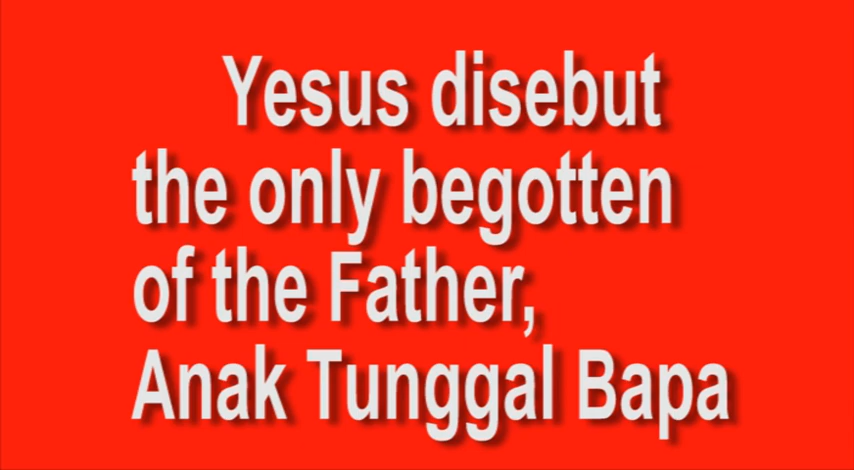 Yesus disebut
the only begotten
of the Father,
Anak Tunggal Bapa